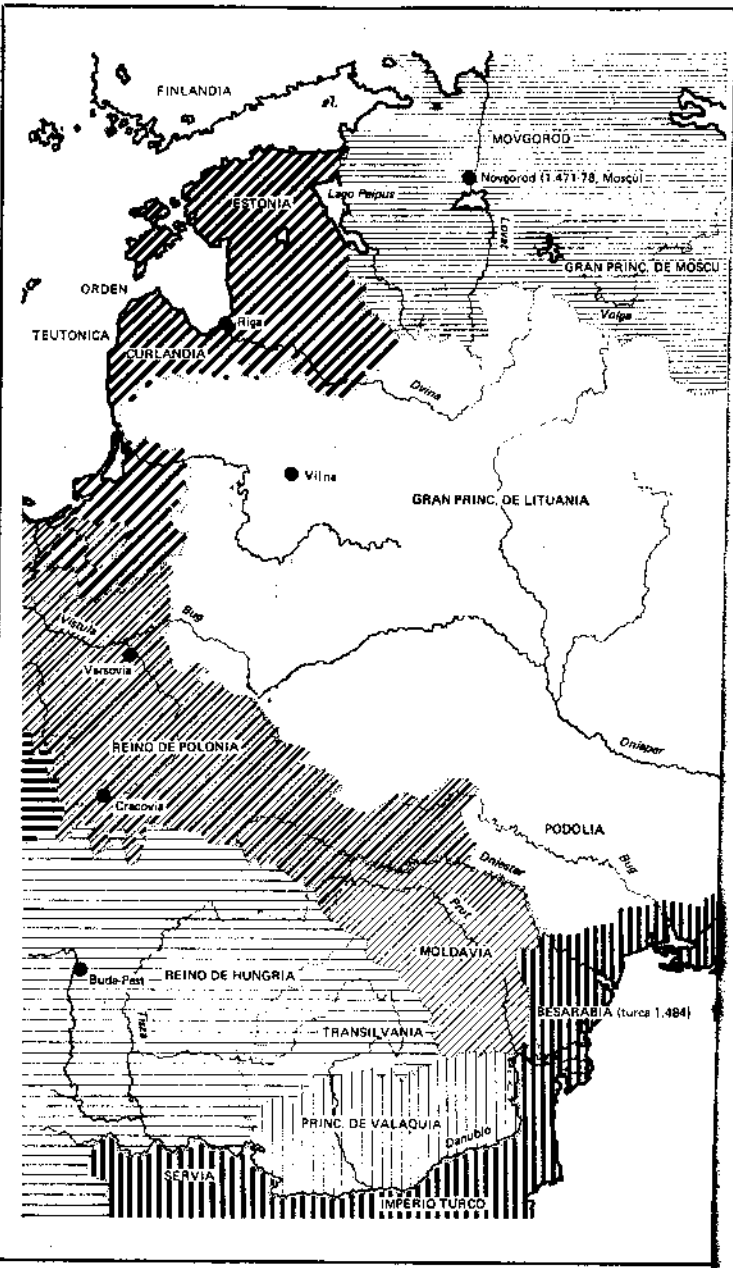 FINLANDIA
MOVGOROD
Novgorod (1.471-78, Moscú)
Lago Peipus
ESTONIA
Lovat
GRAN PRINC. DE MOSCU
ORDEN
Volga
TEUTONICA
Riga
CURLANDIA
Dvina
Vilna
GRAN PRINC. DE LITUANIA
Bug
Vistula
Varsovia
REINO DE POLONIA
Dnieper
Cracovia
PODOLIA
Dniester
Bug
Prut
MOLDAVIA
Buda-Pest
REINO DE HUNGRIA
BESARABIA (turca 1.484)
Tisza
TRANSILVANIA
PRINC. DE VALAQUIA
Danubio
SERVIA
IMPERIO TURCO